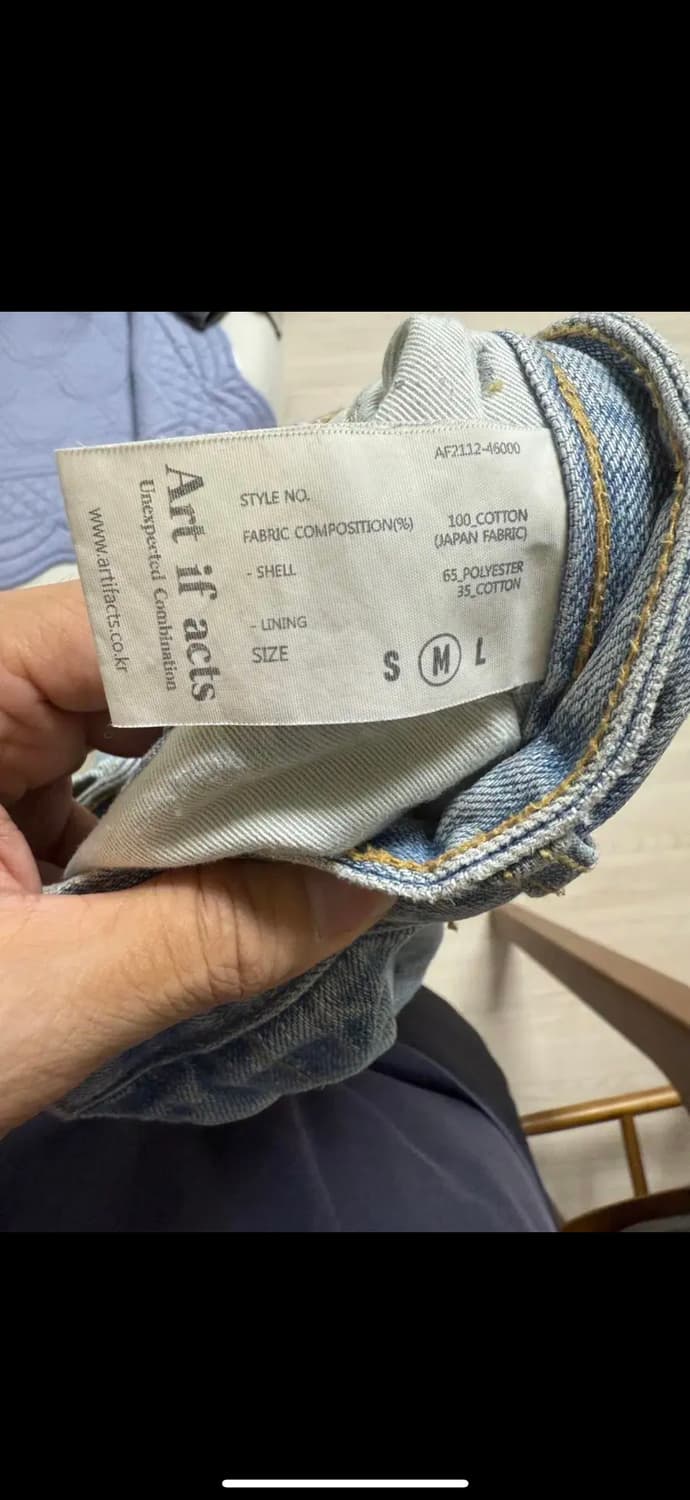 Art if acts
Unexpected Combination
www.artifacts.co.kr
STYLE NO. AF2112-46000
FABRIC COMPOSITION(%)
- SHELL 100_COTTON
(JAPAN FABRIC)
- LINING 65_POLYESTER
35_COTTON
SIZE S M L